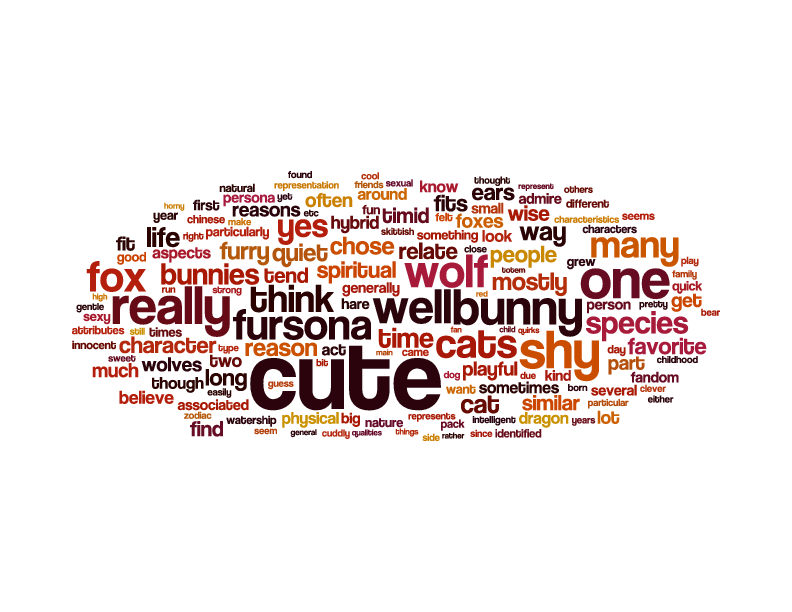 found cool thought
natural representation friends sexual know represent others
persona yet often around ears admire
horny first reasons etc fun timid fits small wise different
year chinese make hybrid felt foxes characteristics seems
fit life right particularly yes skittish something look way characters
good aspects furry quiet chose relate close people many
fox bunnies tend spiritual wolf totem mostly grew play
high run strong generally one family quick
gentle really think hare wellbunny red person pretty get
sexy fursona species bear
attributes still times time fan child quirks day favorite
innocent character type reason act main came cats shy childhood
sweet wolves two bit dog playful due kind part fandom
much though long cute guess want sometimes born several clever
believe associated easily cat similar particular either
zodiac watership physical big nature represents intelligent dragon years lot
find seem general cuddly qualities things side pack rather since identified